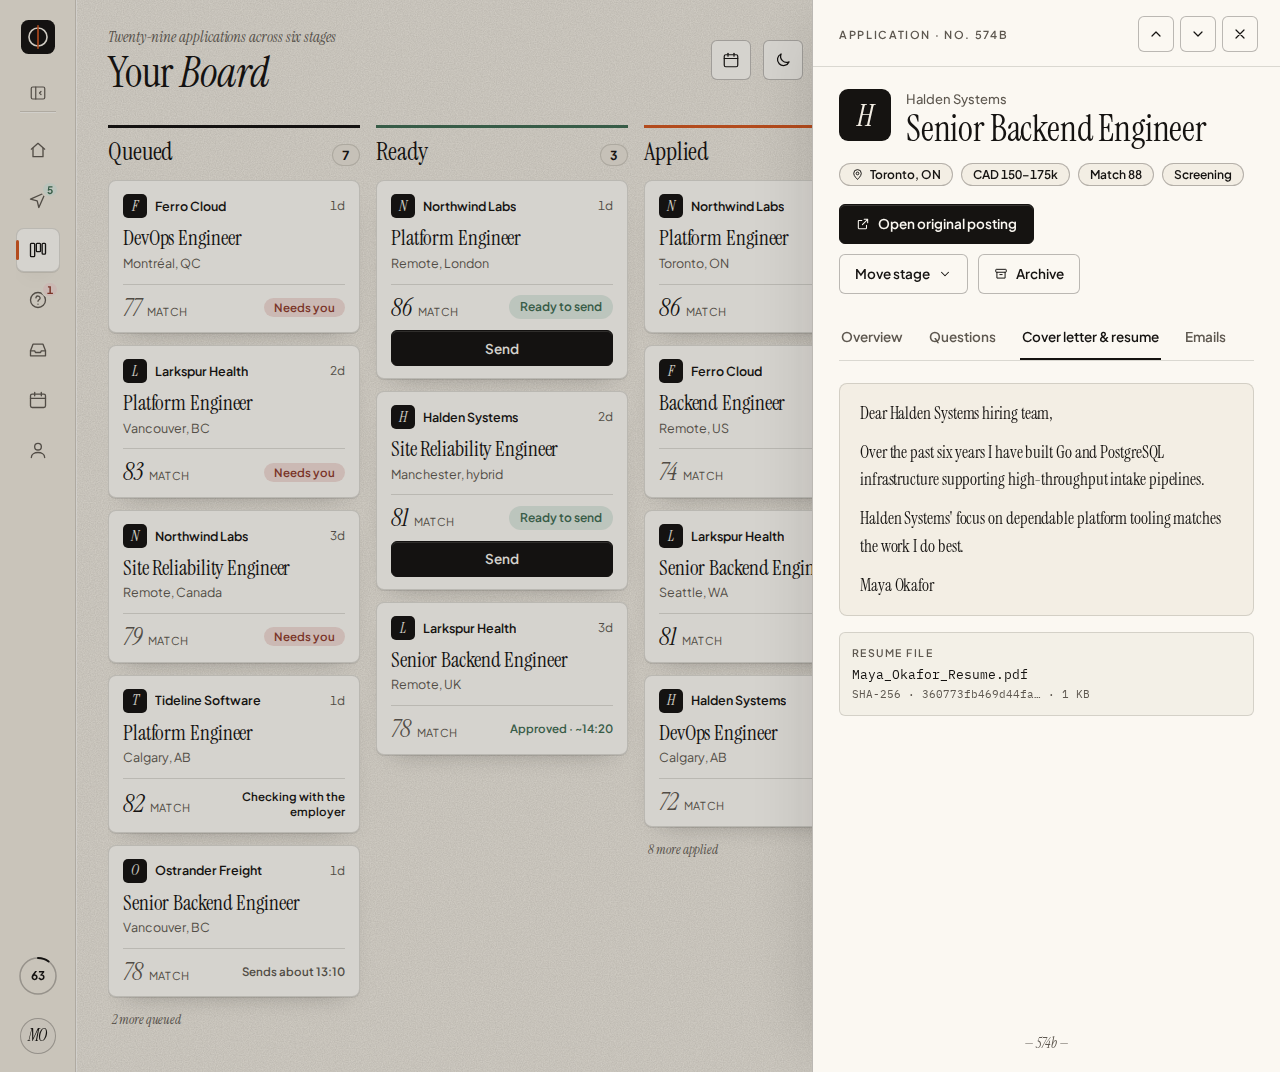 Twenty-nine applications across six stages
Your Board
5
1
63
MO
Queued
7
F
Ferro Cloud
1d
DevOps Engineer
Montréal, QC
77 MATCH
Needs you
L
Larkspur Health
2d
Platform Engineer
Vancouver, BC
83 MATCH
Needs you
N
Northwind Labs
3d
Site Reliability Engineer
Remote, Canada
79 MATCH
Needs you
T
Tideline Software
1d
Platform Engineer
Calgary, AB
82 MATCH
Checking with the
employer
O
Ostrander Freight
1d
Senior Backend Engineer
Vancouver, BC
78 MATCH
Sends about 13:10
2 more queued
Ready
3
N
Northwind Labs
1d
Platform Engineer
Remote, London
86 MATCH
Ready to send
Send
H
Halden Systems
2d
Site Reliability Engineer
Manchester, hybrid
81 MATCH
Ready to send
Send
L
Larkspur Health
3d
Senior Backend Engineer
Remote, UK
78 MATCH
Approved · ~14:20
Applied
N
Northwind Labs
Platform Engineer
Toronto, ON
86 MATCH
F
Ferro Cloud
Backend Engineer
Remote, US
74 MATCH
L
Larkspur Health
Senior Backend Engin
Seattle, WA
81 MATCH
H
Halden Systems
DevOps Engineer
Calgary, AB
72 MATCH
8 more applied
APPLICATION · NO. 574B
H
Halden Systems
Senior Backend Engineer
Toronto, ON
CAD 150–175k
Match 88
Screening
Open original posting
Move stage
Archive
Overview
Questions
Cover letter & resume
Emails
Dear Halden Systems hiring team,
Over the past six years I have built Go and PostgreSQL
infrastructure supporting high-throughput intake pipelines.
Halden Systems' focus on dependable platform tooling matches
the work I do best.
Maya Okafor
RESUME FILE
Maya_Okafor_Resume.pdf
SHA-256 · 360773fb469d44fa… · 1 KB
— 574b —